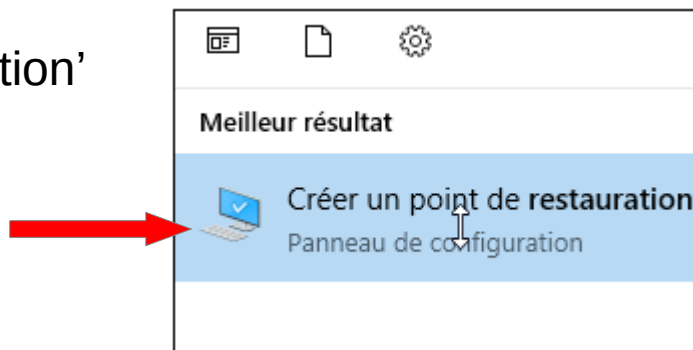 tion’
Meilleur résultat
Créer un point de restauration
Panneau de configuration